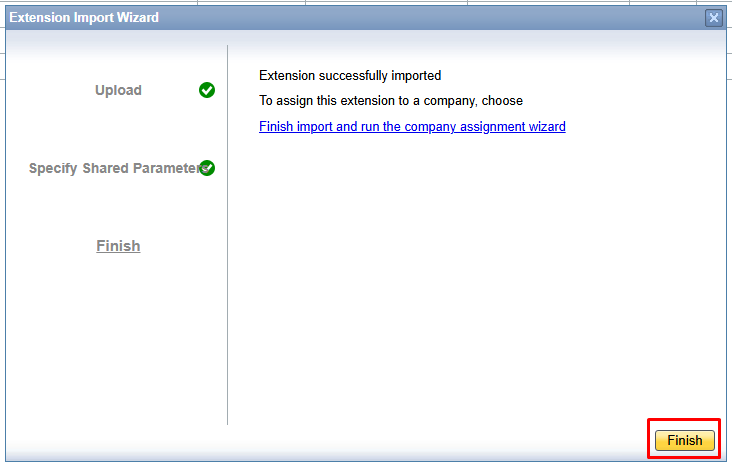 Extension Import Wizard
Upload
Specify Shared Parameters
Finish
Extension successfully imported
To assign this extension to a company, choose
Finish import and run the company assignment wizard
Finish